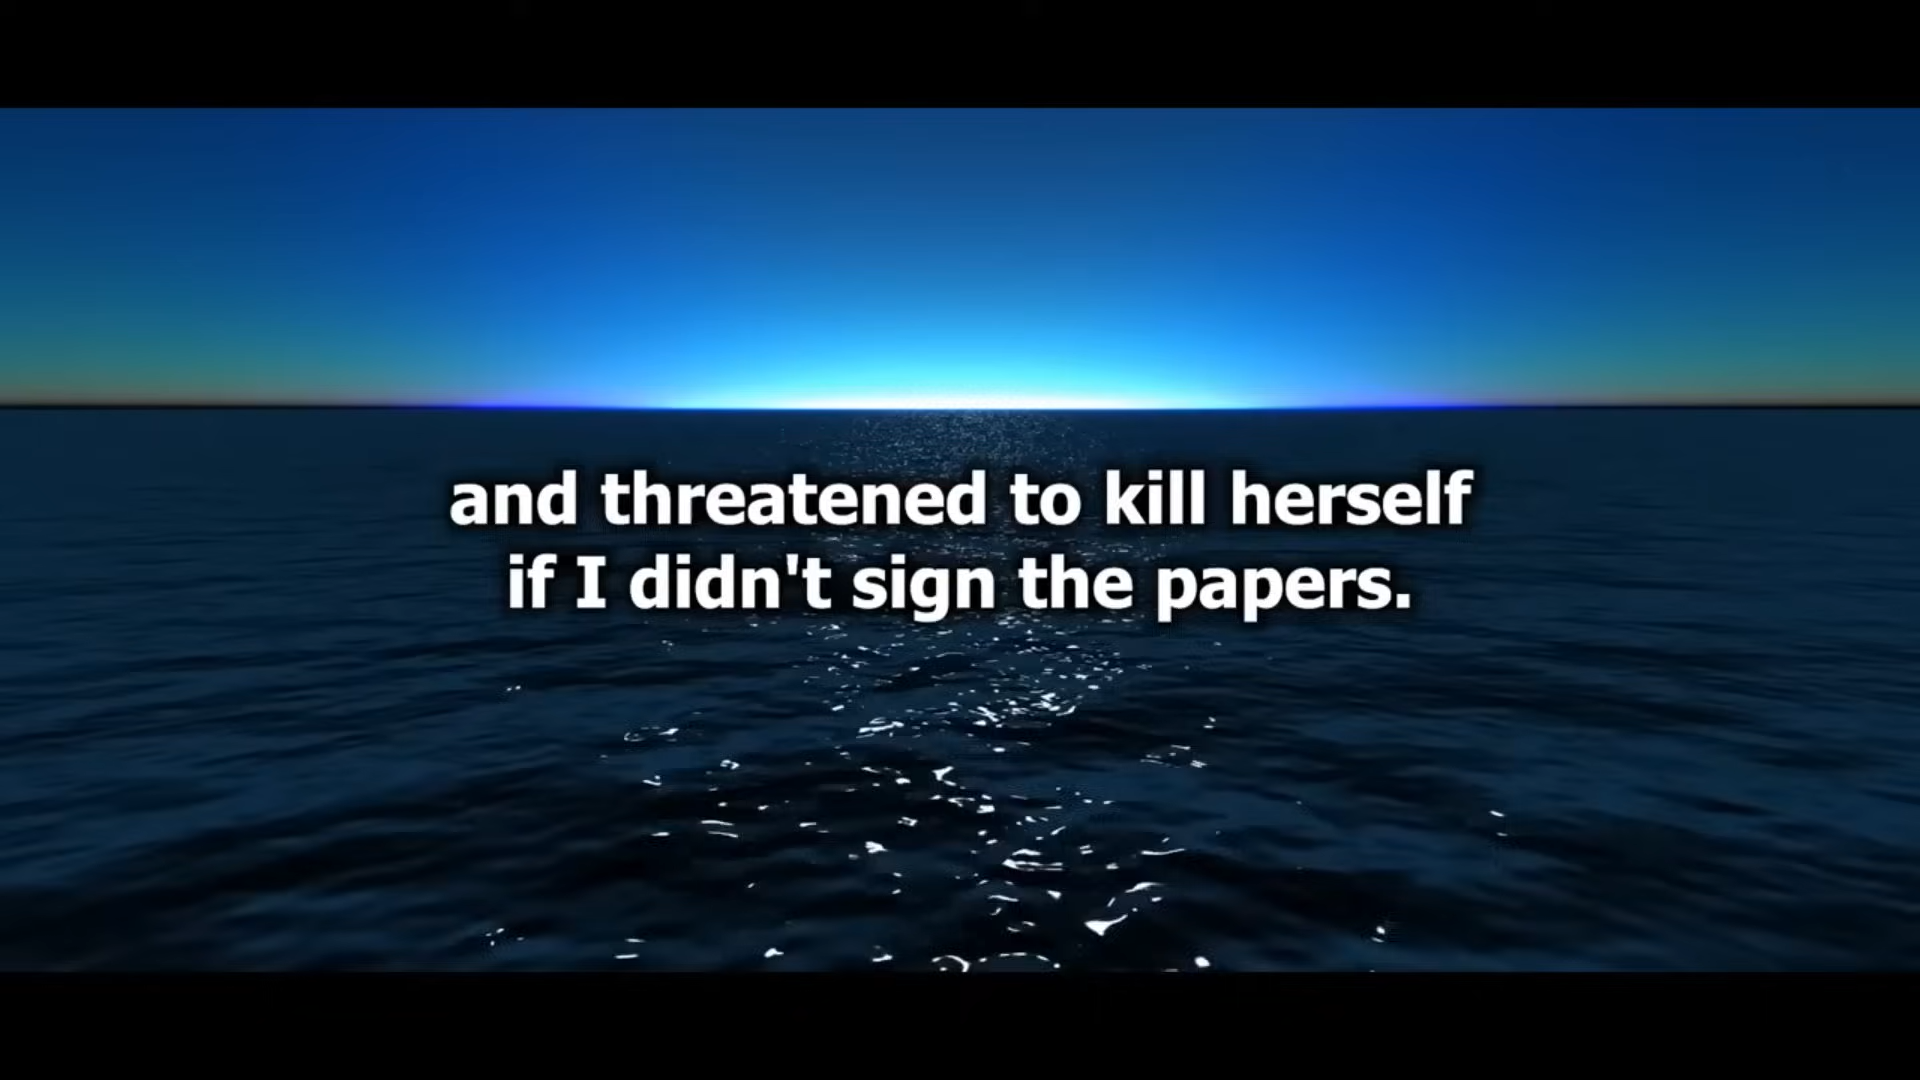 and threatened to kill herself
if I didn't sign the papers.